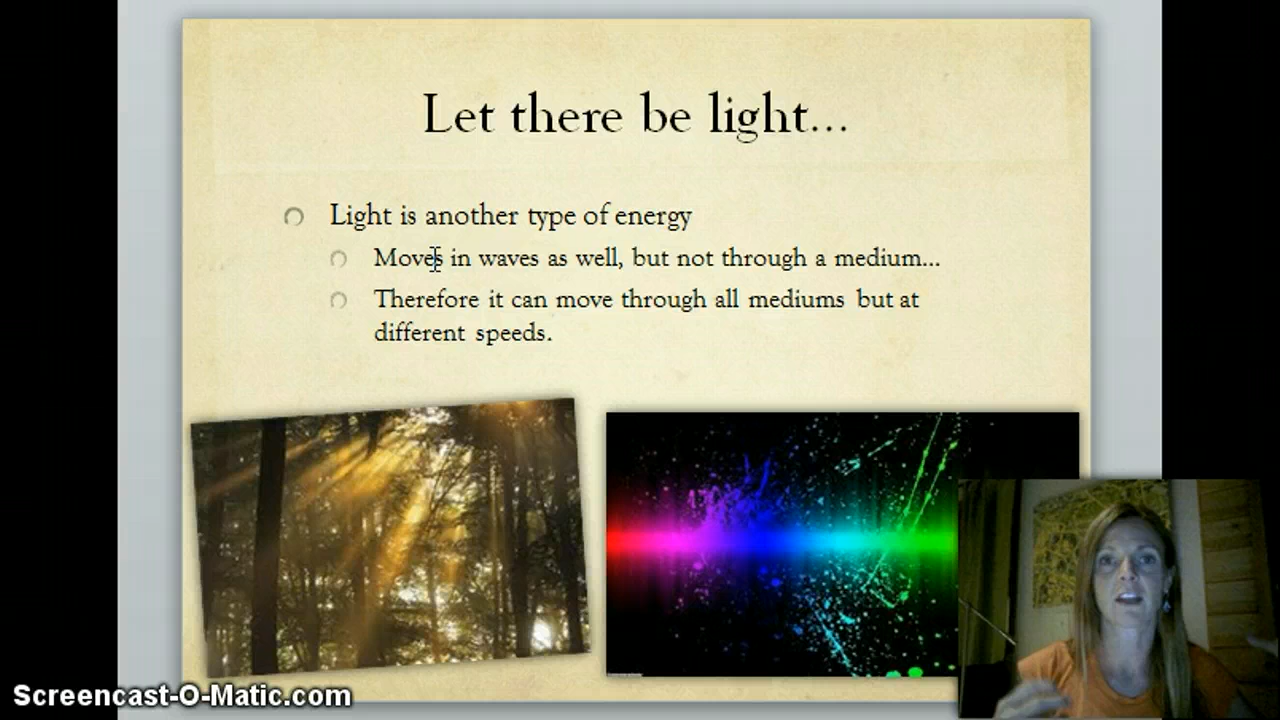 Let there be light...
Light is another type of energy
Moves in waves as well, but not through a medium...
Therefore it can move through all mediums but at
different speeds.
Screencast-O-Matic.com